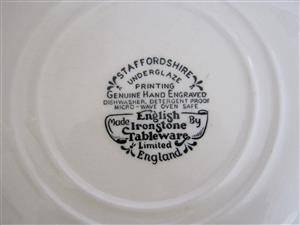 STAFFORDSHIRE
UNDERGLAZE
PRINTING
GENUINE HAND ENGRAVED
DISHWASHER, DETERGENT PROOF
MICRO-WAVE OVEN SAFE
Made English By
Ironstone
Tableware
Limited
England